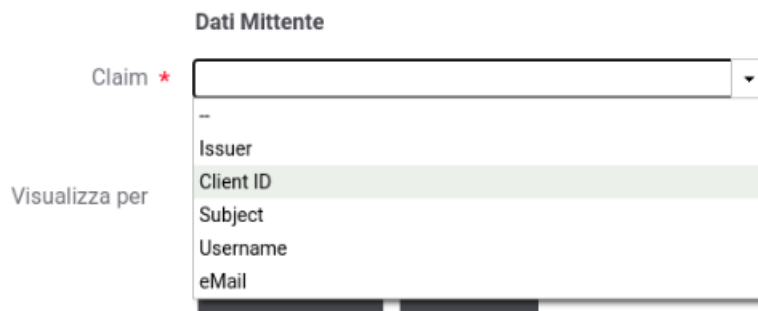 Dati Mittente
Claim *
--
Issuer
Client ID
Visualizza per
Subject
Username
eMail